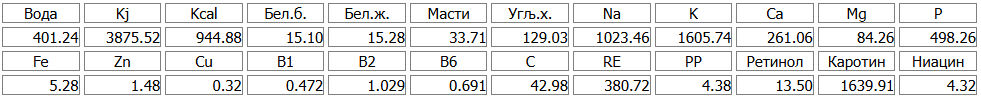 Вода Kj Kcal Бел.б. Бел.ж. Масти Угљ.х. Na K Ca Mg P
401.24 3875.52 944.88 15.10 15.28 33.71 129.03 1023.46 1605.74 261.06 84.26 498.26
Fe Zn Cu B1 B2 B6 C RE PP Ретинол Каротин Ниацин
5.28 1.48 0.32 0.472 1.029 0.691 42.98 380.72 4.38 13.50 1639.91 4.32